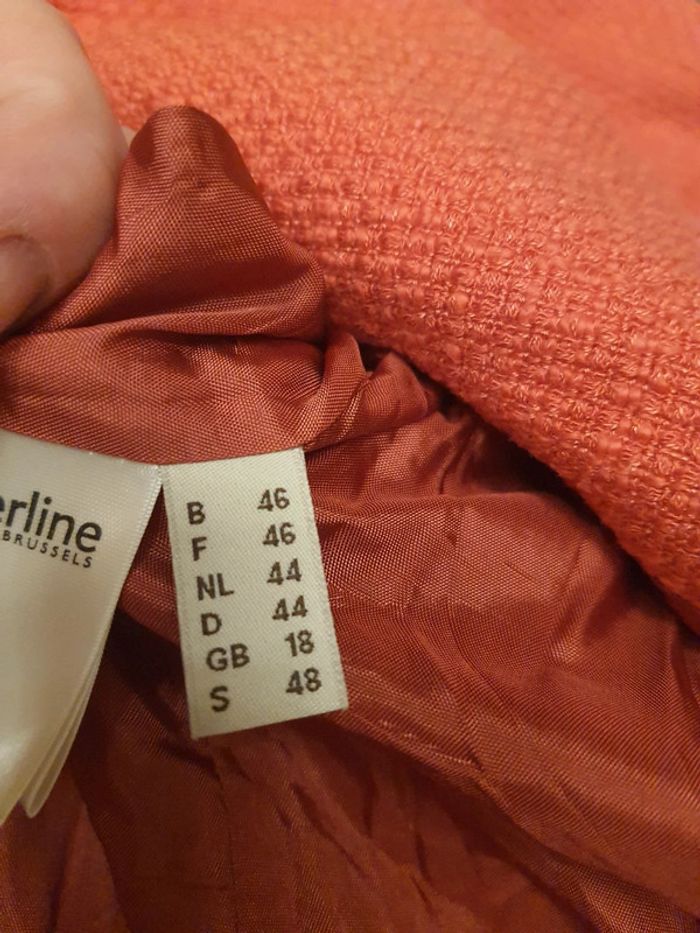 erline
BRUSSELS
B 46
F 46
NL 44
D 44
GB 18
S 48